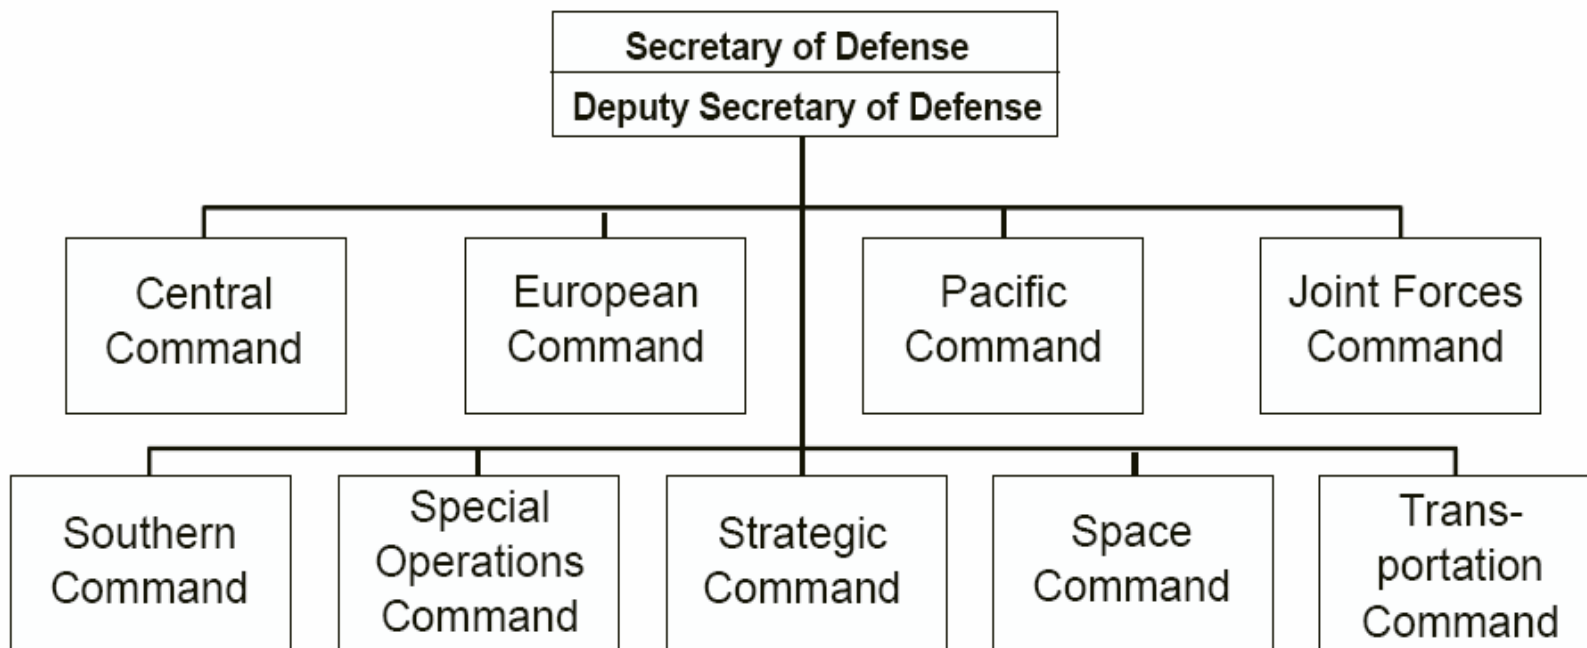 Secretary of Defense
Deputy Secretary of Defense
Central
Command
European
Command
Pacific
Command
Joint Forces
Command
Southern
Command
Special
Operations
Command
Strategic
Command
Space
Command
Trans-
portation
Command